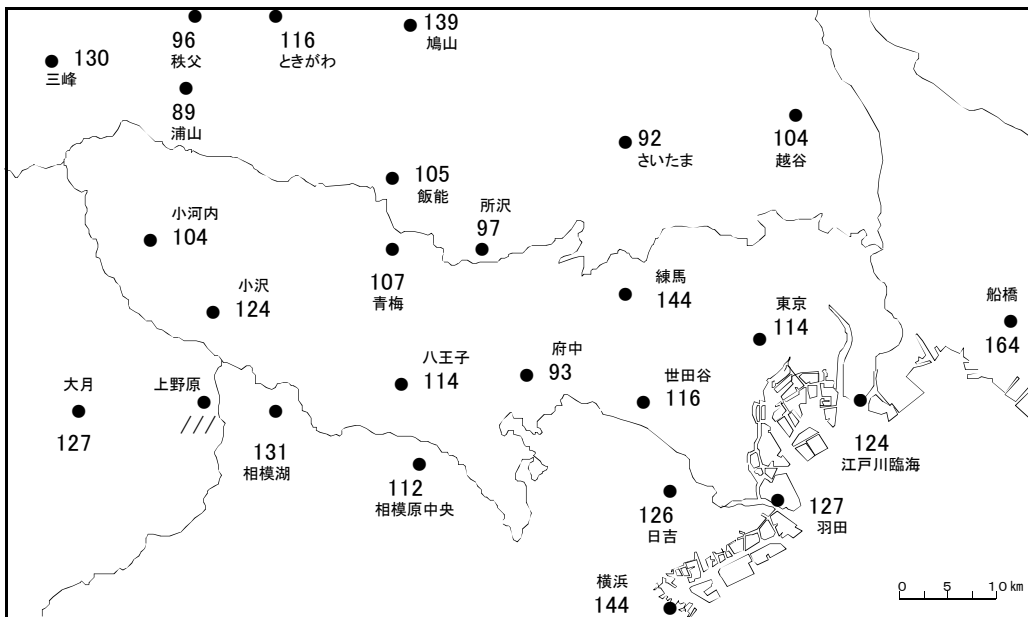 139
鳩山
96
秩父
116
ときがわ
130
三峰
89
浦山
92
さいたま
104
越谷
105
飯能
所沢
97
小河内
104
107
青梅
小沢
124
練馬
144
東京
114
船橋
164
大月
127
上野原
///
131
相模湖
八王子
114
府中
93
世田谷
116
124
江戸川臨海
112
相模原中央
126
日吉
127
羽田
横浜
144
0 5 10km